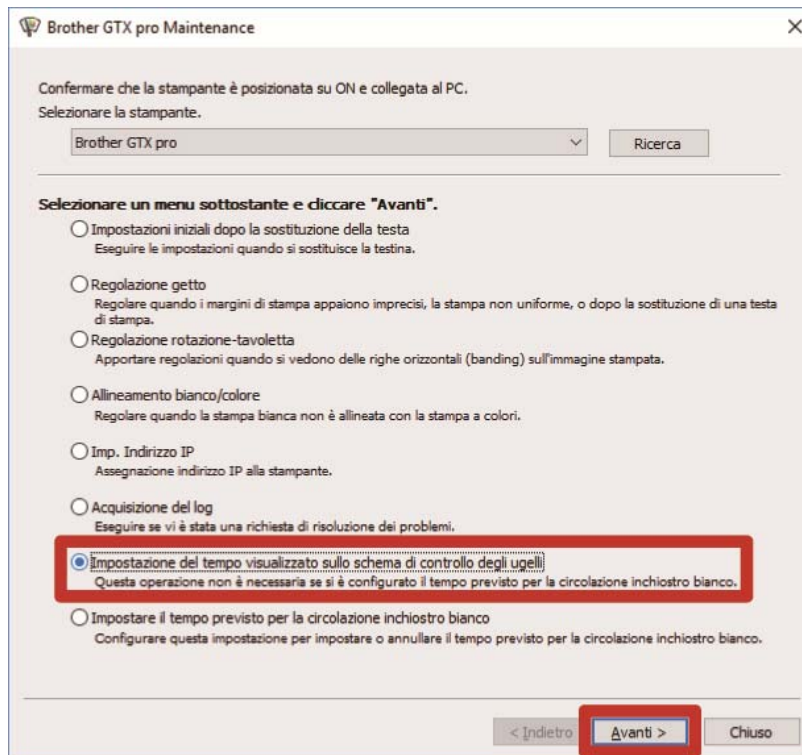 Brother GTX pro Maintenance
Confermare che la stampante è posizionata su ON e collegata al PC.
Selezionare la stampante.
Brother GTX pro
Ricerca
Selezionare un menu sottostante e cliccare "Avanti".
Impostazioni iniziali dopo la sostituzione della testa
Eseguire le impostazioni quando si sostituisce la testina.
Regolazione getto
Regolare quando i margini di stampa appaiono imprecisi, la stampa non uniforme, o dopo la sostituzione di una testa
di stampa.
Regolazione rotazione-tavoletta
Apportare regolazioni quando si vedono delle righe orizzontali (banding) sull'immagine stampata.
Allineamento bianco/colore
Regolare quando la stampa bianca non è allineata con la stampa a colori.
Imp. Indirizzo IP
Assegnazione indirizzo IP alla stampante.
Acquisizione del log
Eseguire se vi è stata una richiesta di risoluzione dei problemi.
Impostazione del tempo visualizzato sullo schema di controllo degli ugelli
Questa operazione non è necessaria se si è configurato il tempo previsto per la circolazione inchiostro bianco.
Impostare il tempo previsto per la circolazione inchiostro bianco
Configurare questa impostazione per impostare o annullare il tempo previsto per la circolazione inchiostro bianco.
< Indietro
Avanti >
Chiuso